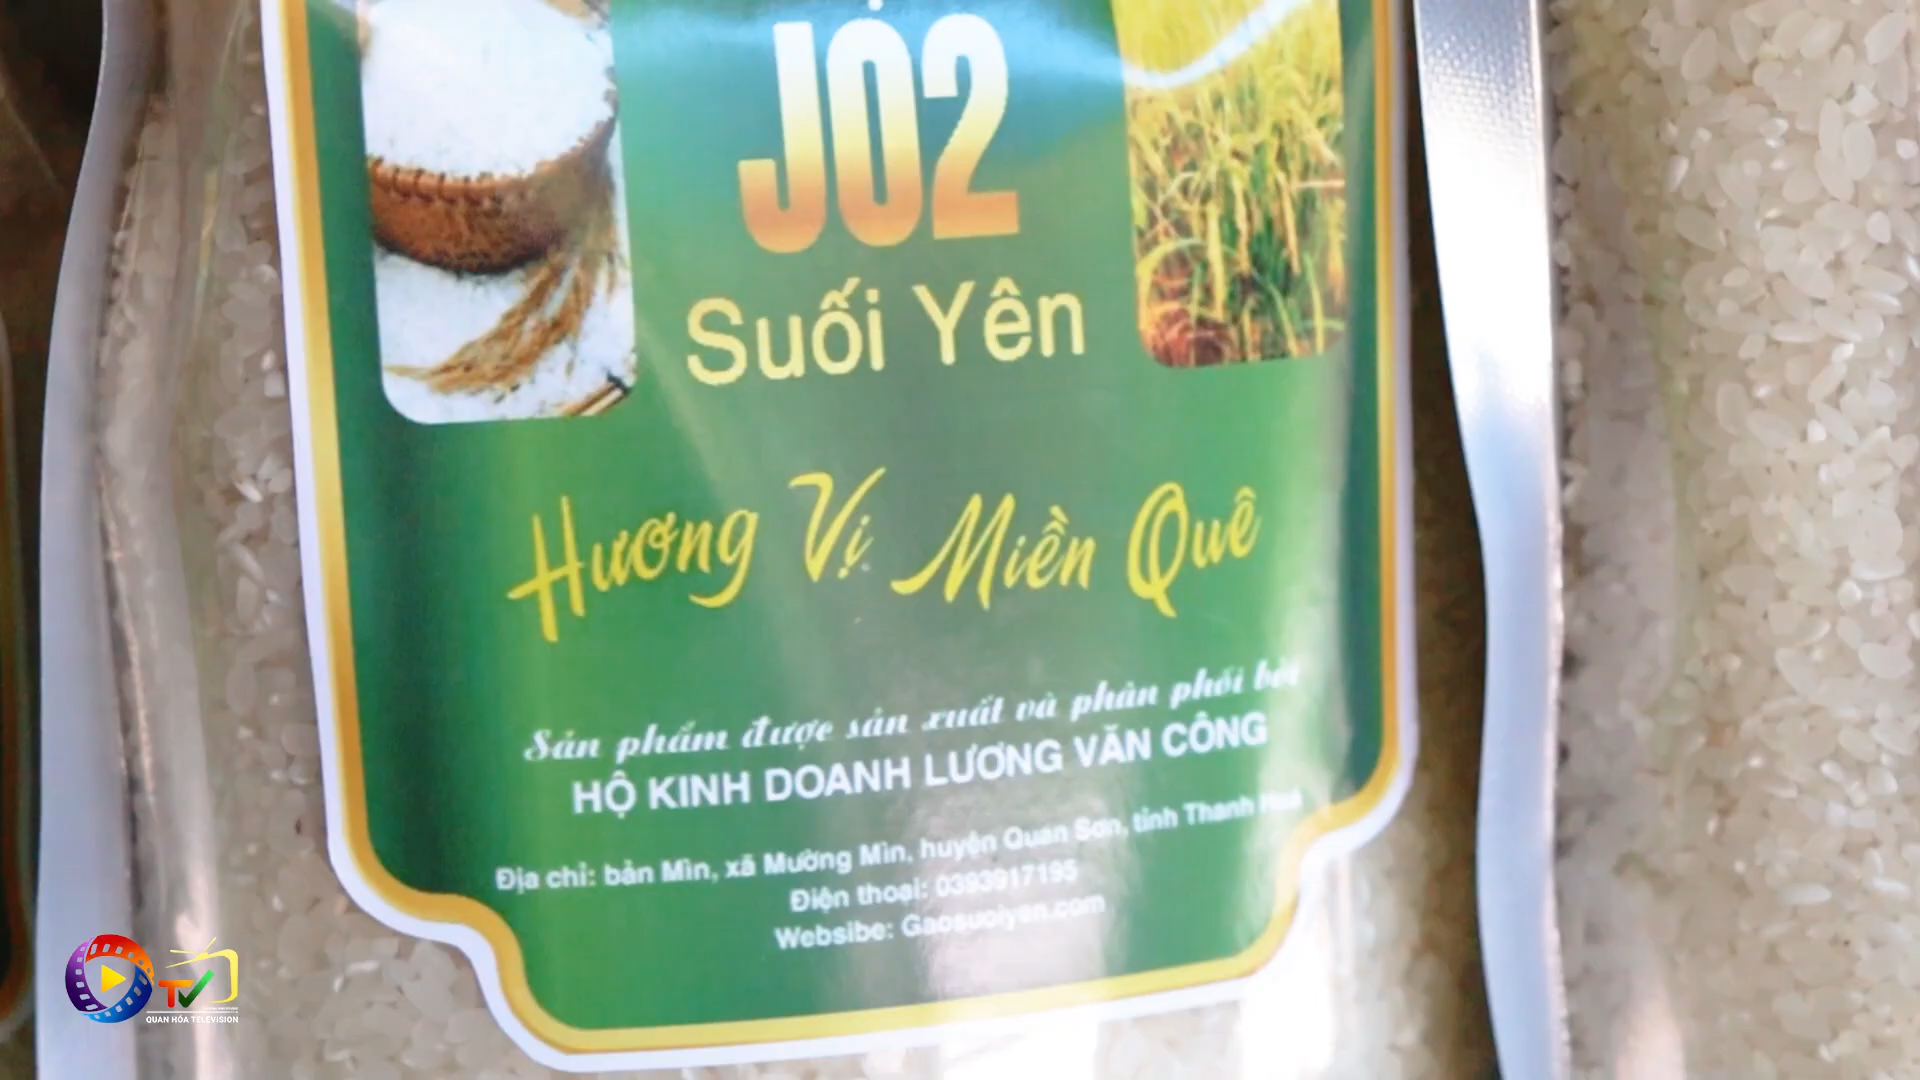 J02
Suối Yên
Hương Vị Miền Quê
Sản phẩm được sản xuất và phân phối bởi
HỘ KINH DOANH LƯƠNG VĂN CÔNG
Địa chỉ: bản Mìn, xã Mường Mìn, huyện Quan Sơn, tỉnh Thanh Hoá
Điện thoại: 0393917195
Websibe: Gaosuoiyen.com
TV
QUAN HÓA TELEVISION